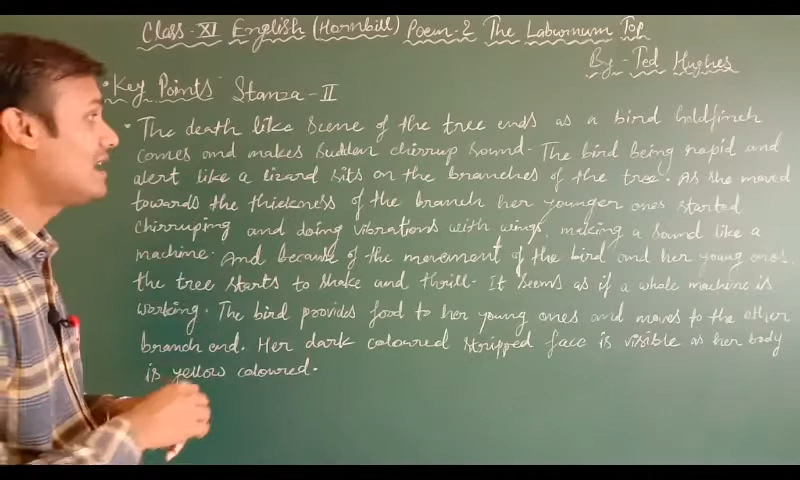 Class-XI English (Hornbill) Poem-2 The Laburnum Top
By-Ted Hughes
• Key Points Stanza-II
• The death like scene of the tree ends as a bird Goldfinch
comes and makes sudden chirrup sound. The bird being rapid and
alert like a lizard sits on the branches of the tree. As she moved
towards the thickness of the branch her younger ones started
chirruping and doing vibrations with wings, making a sound like a
machine. And because of the movement of the bird and her young ones,
the tree starts to shake and thrill. It seems as if a whole machine is
working. The bird provides food to her young ones and moves to the other
branch end. Her dark coloured stripped face is visible as her body
is yellow coloured.